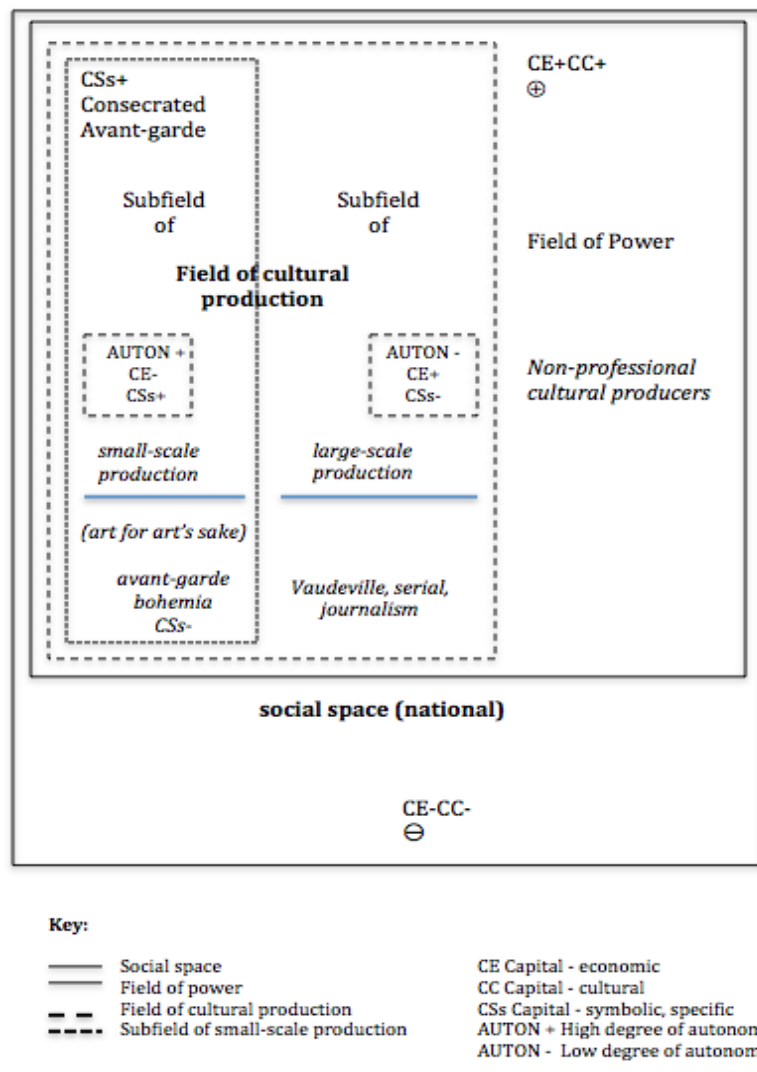 CSs+
Consecrated
Avant-garde
CE+CC+
⊕
Subfield
of
Subfield
of
Field of Power
Field of cultural
production
AUTON +
CE-
CSs+
AUTON -
CE+
CSs-
Non-professional
cultural producers
small-scale
production
large-scale
production
(art for art's sake)
avant-garde
bohemia
CSs-
Vaudeville, serial,
journalism
social space (national)
CE-CC-
⊖
Key:
Social space
Field of power
Field of cultural production
Subfield of small-scale production
CE Capital - economic
CC Capital - cultural
CSs Capital - symbolic, specific
AUTON + High degree of autonom
AUTON - Low degree of autonom